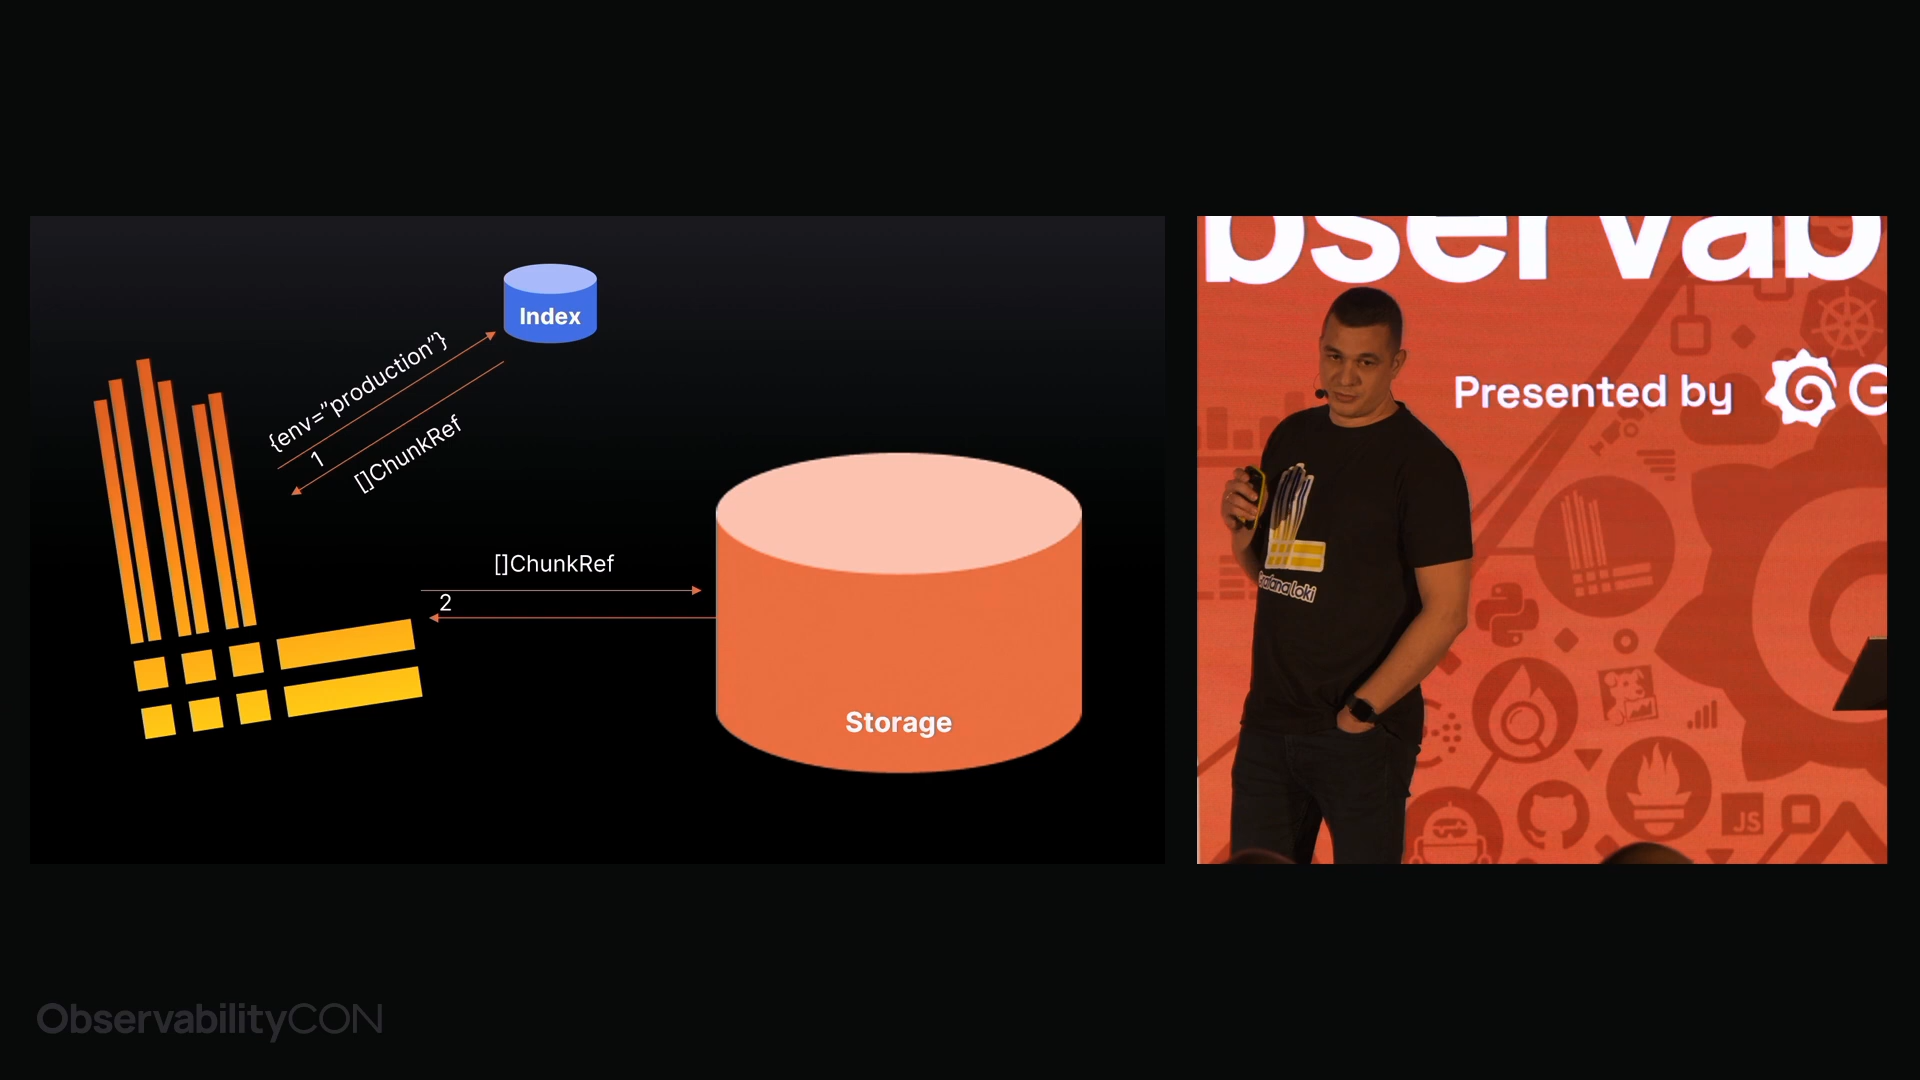 Index
{env=”production”}
1
[]ChunkRef
[]ChunkRef
2
Storage
bservab
Presented by
grafana loki
JS
ObservabilityCON